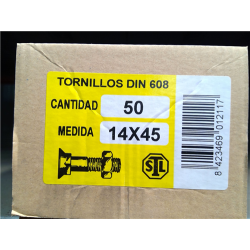 TORNILLOS DIN 608
CANTIDAD 50
MEDIDA 14X45
STL
8 423469 012117